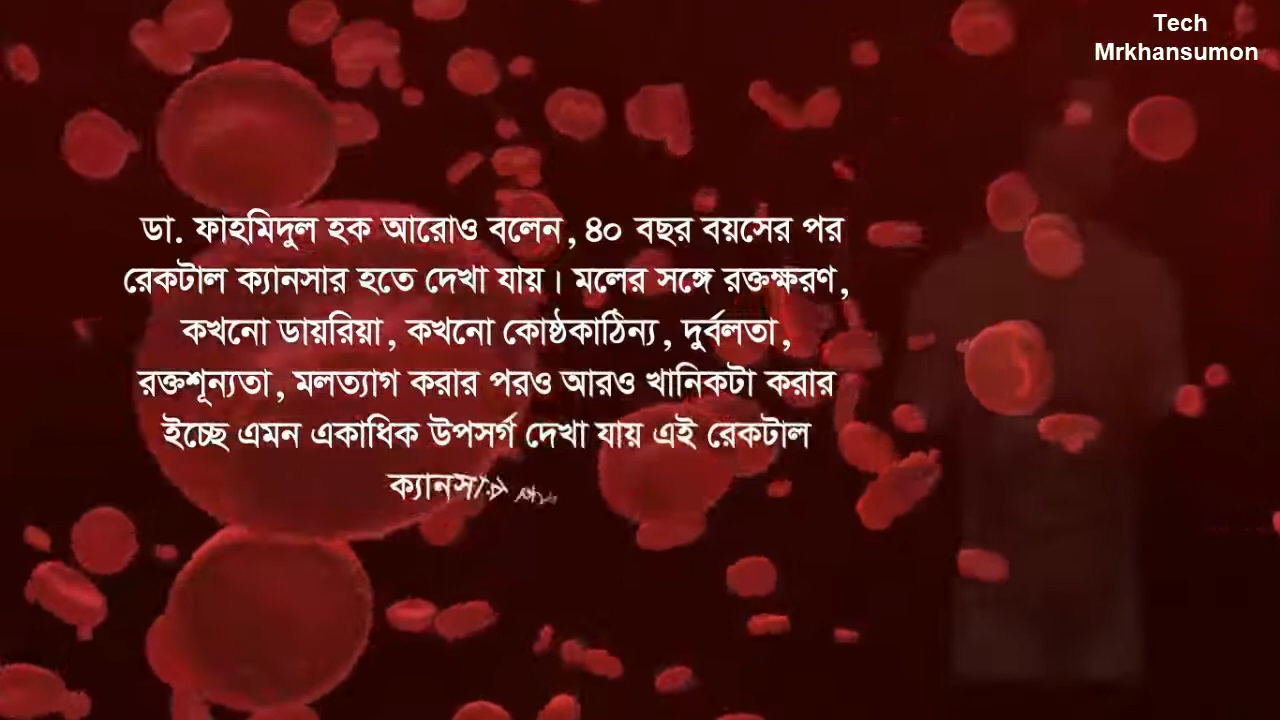 Tech
Mrkhansumon
ডা. ফাহমিদুল হক আরোও বলেন, ৪০ বছর বয়সের পর
রেকটাল ক্যানসার হতে দেখা যায়। মলের সঙ্গে রক্তক্ষরণ,
কখনো ডায়রিয়া, কখনো কোষ্ঠকাঠিন্য, দুর্বলতা,
রক্তশূন্যতা, মলত্যাগ করার পরও আরও খানিকটা করার
ইচ্ছে এমন একাধিক উপসর্গ দেখা যায় এই রেকটাল